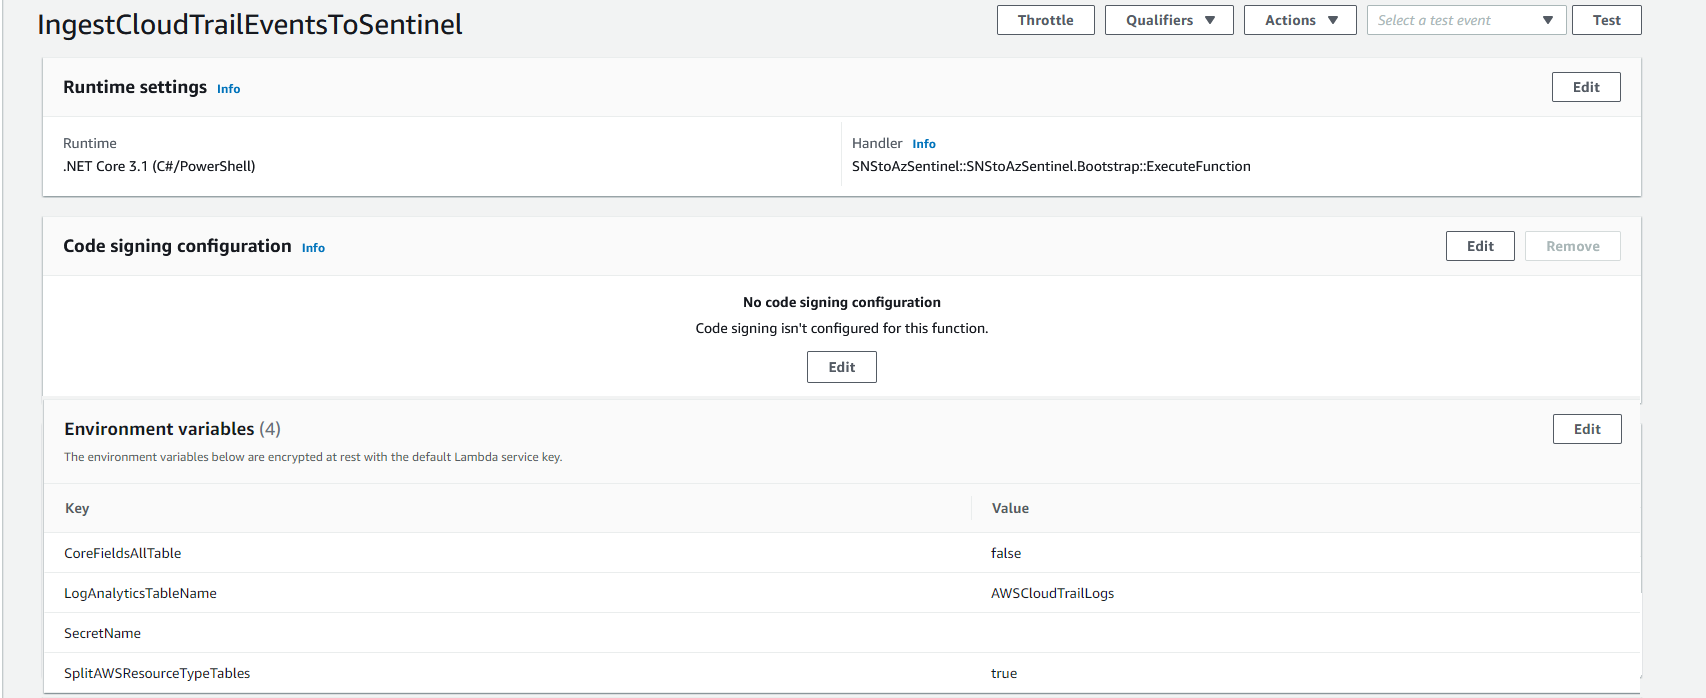 IngestCloudTrailEventsToSentinel
Throttle Qualifiers Actions Select a test event Test
Runtime settings Info Edit
Runtime Handler Info
.NET Core 3.1 (C#/PowerShell) SNStoAzSentinel::SNStoAzSentinel.Bootstrap::ExecuteFunction
Code signing configuration Info Edit Remove
No code signing configuration
Code signing isn't configured for this function.
Edit
Environment variables (4) Edit
The environment variables below are encrypted at rest with the default Lambda service key.
Key Value
CoreFieldsAllTable false
LogAnalyticsTableName AWSCloudTrailLogs
SecretName
SplitAWSResourceTypeTables true